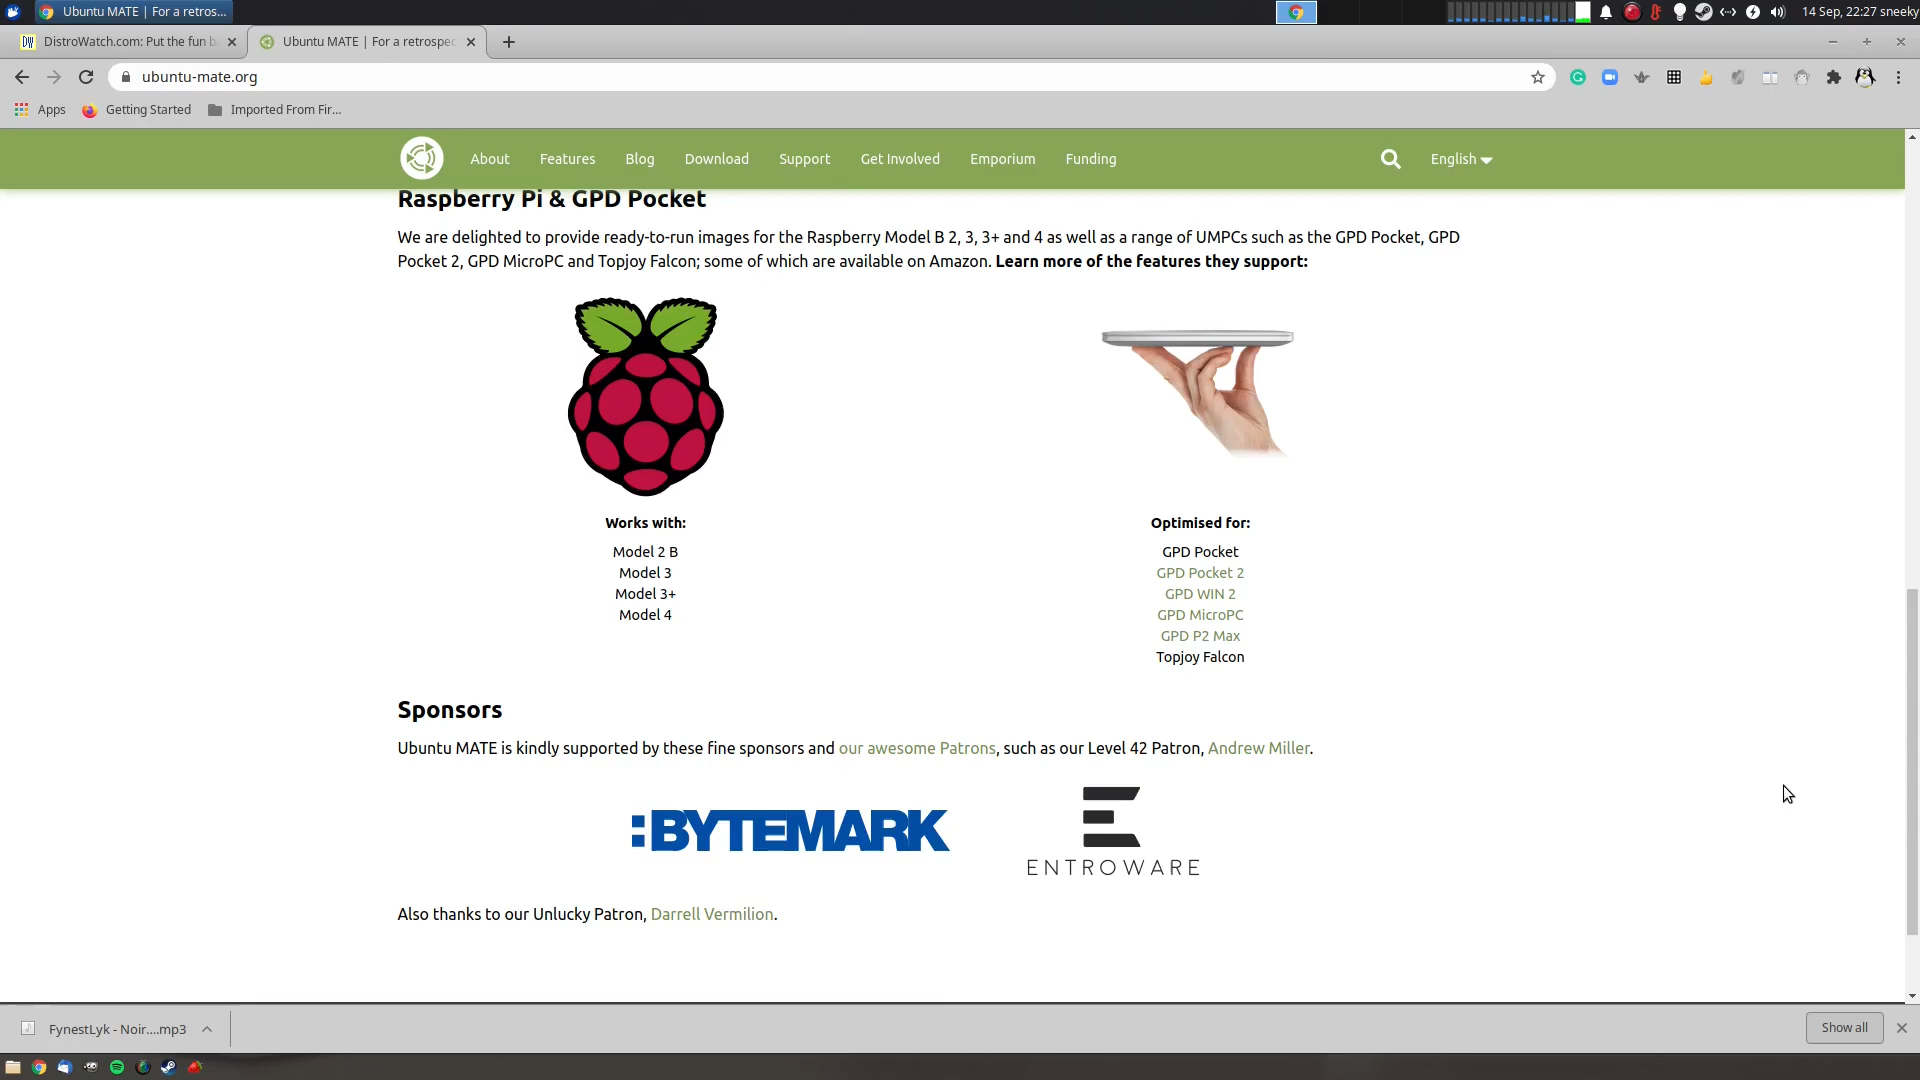 Ubuntu MATE | For a retros...
14 Sep, 22:27 sneeky
DistroWatch.com: Put the fun b
Ubuntu MATE | For a retrospec
ubuntu-mate.org
Apps
Getting Started
Imported From Fir...
About
Features
Blog
Download
Support
Get Involved
Emporium
Funding
English
Raspberry Pi & GPD Pocket
We are delighted to provide ready-to-run images for the Raspberry Model B 2, 3, 3+ and 4 as well as a range of UMPCs such as the GPD Pocket, GPD
Pocket 2, GPD MicroPC and Topjoy Falcon; some of which are available on Amazon. Learn more of the features they support:
Works with:
Model 2 B
Model 3
Model 3+
Model 4
Optimised for:
GPD Pocket
GPD Pocket 2
GPD WIN 2
GPD MicroPC
GPD P2 Max
Topjoy Falcon
Sponsors
Ubuntu MATE is kindly supported by these fine sponsors and our awesome Patrons, such as our Level 42 Patron, Andrew Miller.
:BYTEMARK
ENTROWARE
Also thanks to our Unlucky Patron, Darrell Vermilion.
FynestLyk - Noir....mp3
Show all